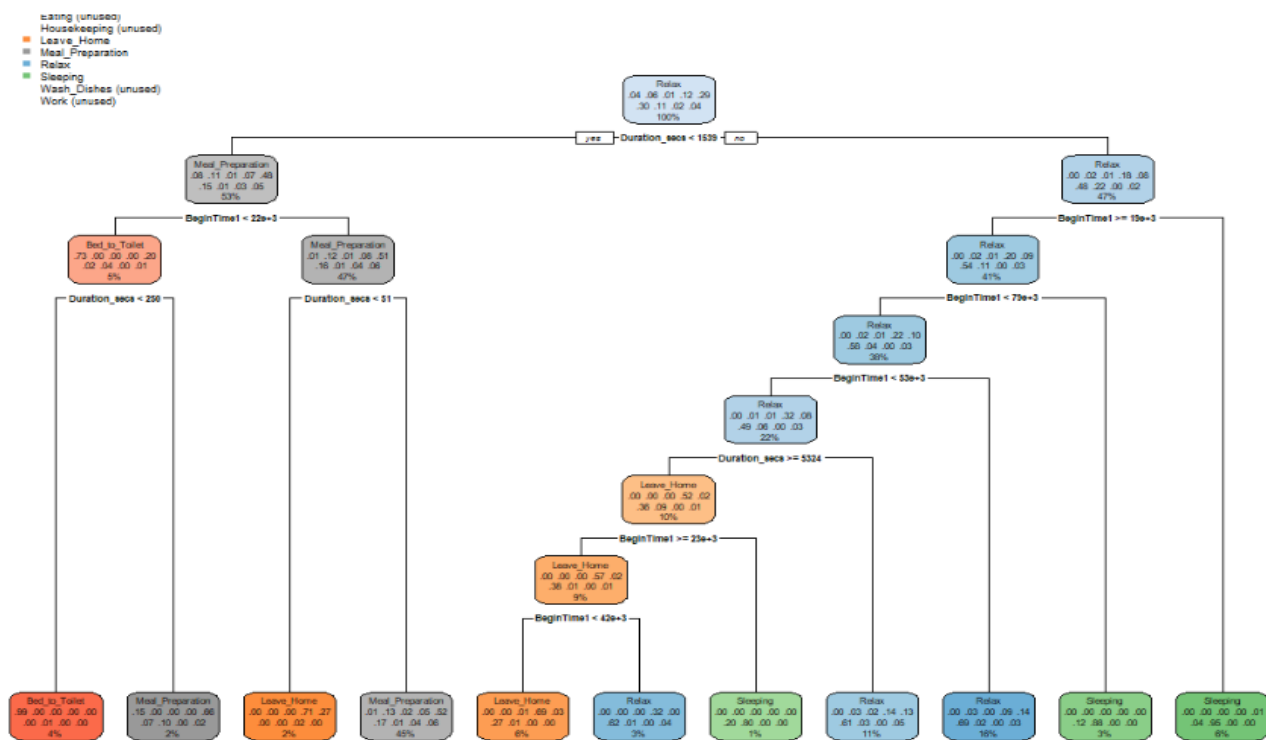 Eating (unused)
Housekeeping (unused)
Leave_Home
Meal_Preparation
Relax
Sleeping
Wash_Dishes (unused)
Work (unused)
Relax
.04 .06 .01 .12 .29
.30 .11 .02 .04
100%
yes Duration_secs < 1539 no
Meal_Preparation
.08 .11 .01 .07 .48
.15 .01 .03 .05
53%
Relax
.00 .02 .01 .18 .08
.48 .22 .00 .02
47%
BeginTime1 < 22e+3
BeginTime1 >= 19e+3
Bed_to_Toilet
.73 .00 .00 .00 .20
.02 .04 .00 .01
5%
Meal_Preparation
.01 .12 .01 .08 .51
.16 .01 .04 .06
47%
Relax
.00 .02 .01 .20 .09
.54 .11 .00 .03
41%
Duration_secs < 250
Duration_secs < 51
BeginTime1 < 79e+3
Relax
.00 .02 .01 .22 .10
.58 .04 .00 .03
38%
BeginTime1 < 53e+3
Relax
.00 .01 .01 .32 .08
.49 .06 .00 .03
22%
Duration_secs >= 5324
Leave_Home
.00 .00 .00 .52 .02
.36 .09 .00 .01
10%
BeginTime1 >= 23e+3
Leave_Home
.00 .00 .00 .57 .02
.38 .01 .00 .01
9%
BeginTime1 < 42e+3
Bed_to_Toilet
.99 .00 .00 .00 .00
.00 .01 .00 .00
4%
Meal_Preparation
.15 .00 .00 .00 .66
.07 .10 .00 .02
2%
Leave_Home
.00 .00 .00 .71 .27
.00 .00 .02 .00
2%
Meal_Preparation
.01 .13 .02 .05 .52
.17 .01 .04 .06
45%
Leave_Home
.00 .00 .01 .69 .03
.27 .01 .00 .00
6%
Relax
.00 .00 .00 .32 .00
.62 .01 .00 .04
3%
Sleeping
.00 .00 .00 .00 .00
.20 .80 .00 .00
1%
Relax
.00 .03 .02 .14 .13
.61 .03 .00 .05
11%
Relax
.00 .03 .00 .09 .14
.69 .02 .00 .03
16%
Sleeping
.00 .00 .00 .00 .00
.12 .88 .00 .00
3%
Sleeping
.00 .00 .00 .00 .01
.04 .95 .00 .00
6%